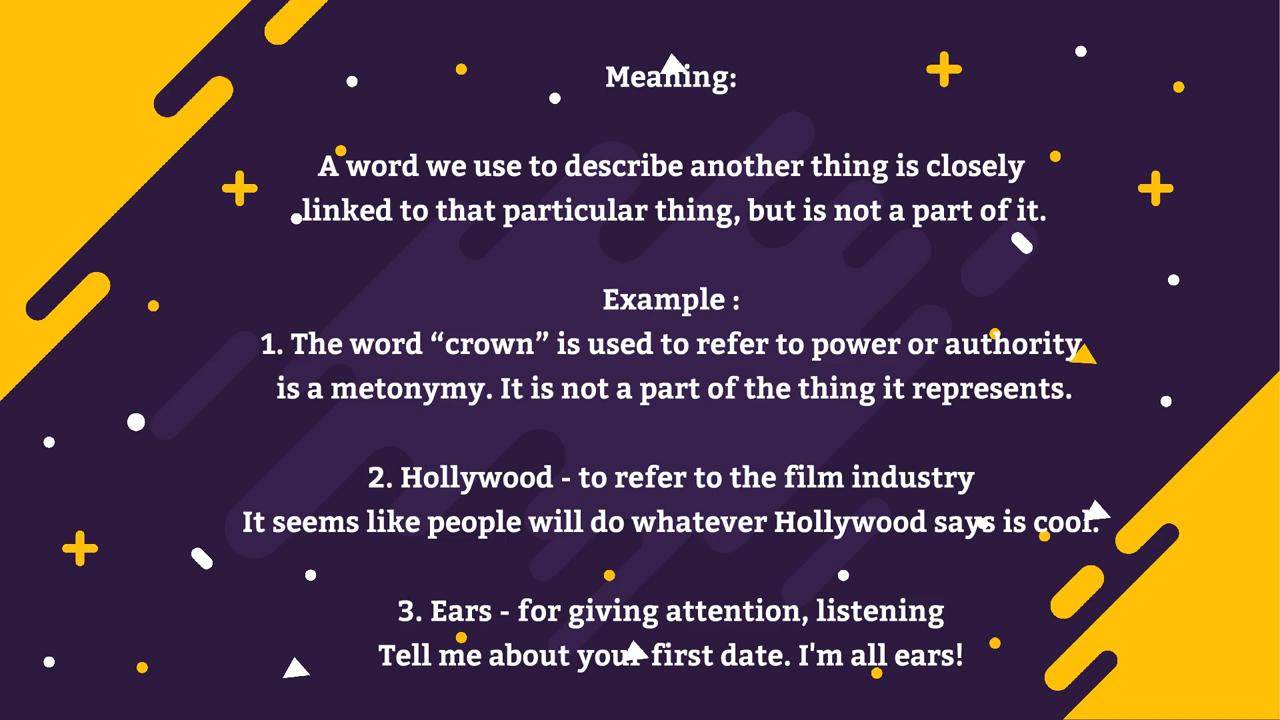 Meaning:
A word we use to describe another thing is closely
linked to that particular thing, but is not a part of it.
Example :
1. The word “crown” is used to refer to power or authority
is a metonymy. It is not a part of the thing it represents.
2. Hollywood - to refer to the film industry
It seems like people will do whatever Hollywood says is cool.
3. Ears - for giving attention, listening
Tell me about your first date. I'm all ears!